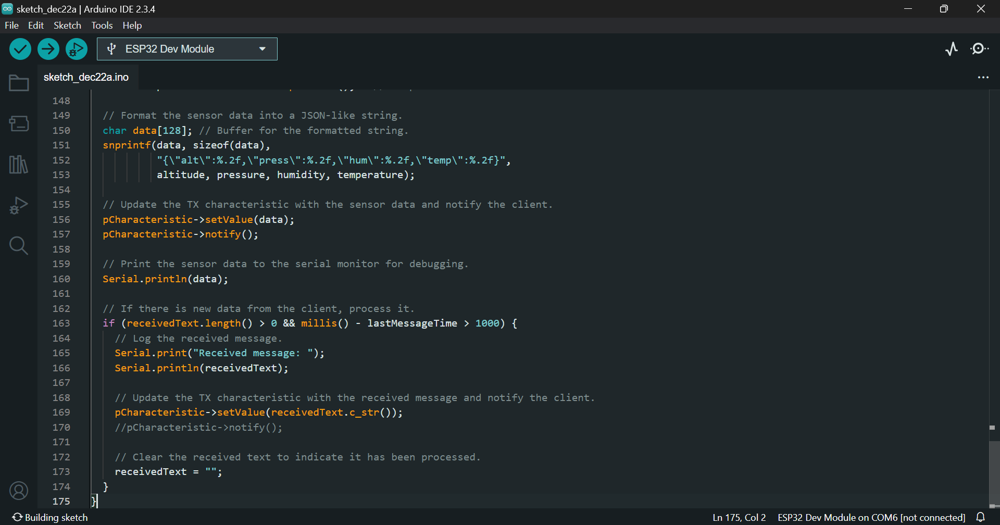 sketch_dec22a | Arduino IDE 2.3.4
File Edit Sketch Tools Help
ESP32 Dev Module
sketch_dec22a.ino
148
149 // Format the sensor data into a JSON-like string.
150 char data[128]; // Buffer for the formatted string.
151 snprintf(data, sizeof(data),
152 "{\"alt\":%.2f,\"press\":%.2f,\"hum\":%.2f,\"temp\":%.2f}",
153 altitude, pressure, humidity, temperature);
154
155 // Update the TX characteristic with the sensor data and notify the client.
156 pCharacteristic->setValue(data);
157 pCharacteristic->notify();
158
159 // Print the sensor data to the serial monitor for debugging.
160 Serial.println(data);
161
162 // If there is new data from the client, process it.
163 if (receivedText.length() > 0 && millis() - lastMessageTime > 1000) {
164 // Log the received message.
165 Serial.print("Received message: ");
166 Serial.println(receivedText);
167
168 // Update the TX characteristic with the received message and notify the client.
169 pCharacteristic->setValue(receivedText.c_str());
170 //pCharacteristic->notify();
171
172 // Clear the received text to indicate it has been processed.
173 receivedText = "";
174 }
175 }
Building sketch Ln 175, Col 2 ESP32 Dev Module on COM6 [not connected]